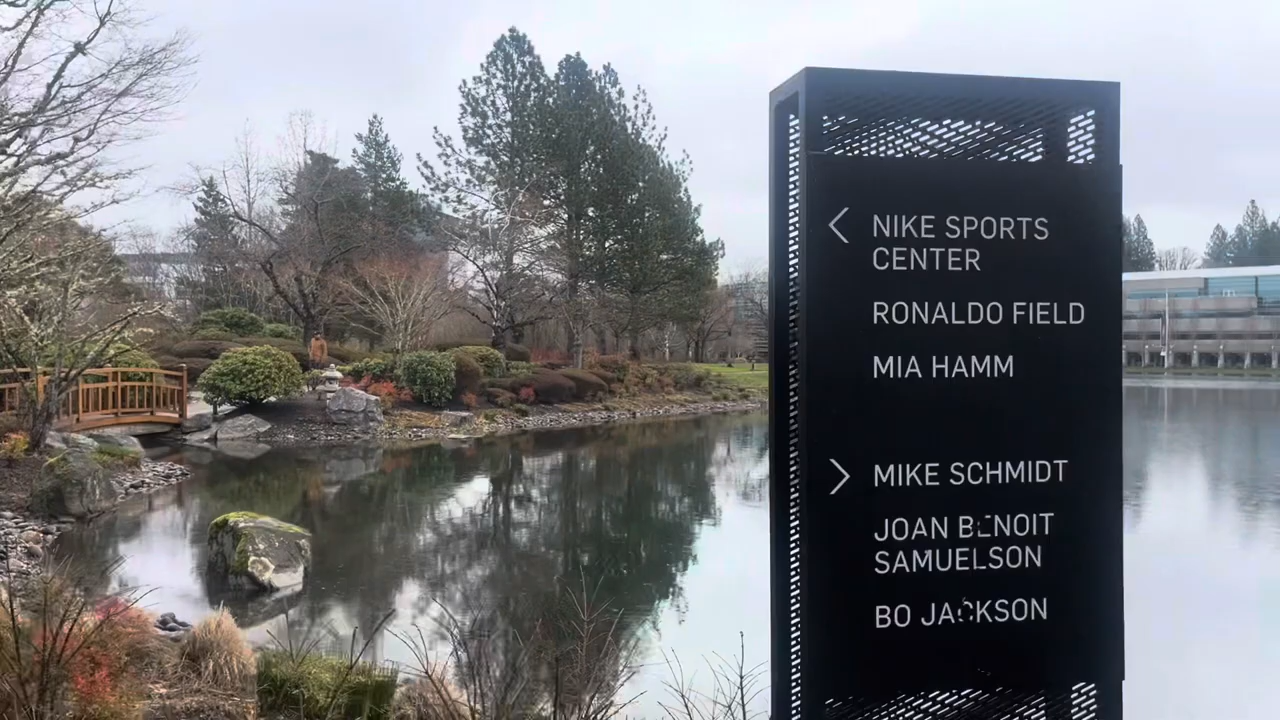 NIKE SPORTS
CENTER
RONALDO FIELD
MIA HAMM
MIKE SCHMIDT
JOAN BENOIT
SAMUELSON
BO JACKSON